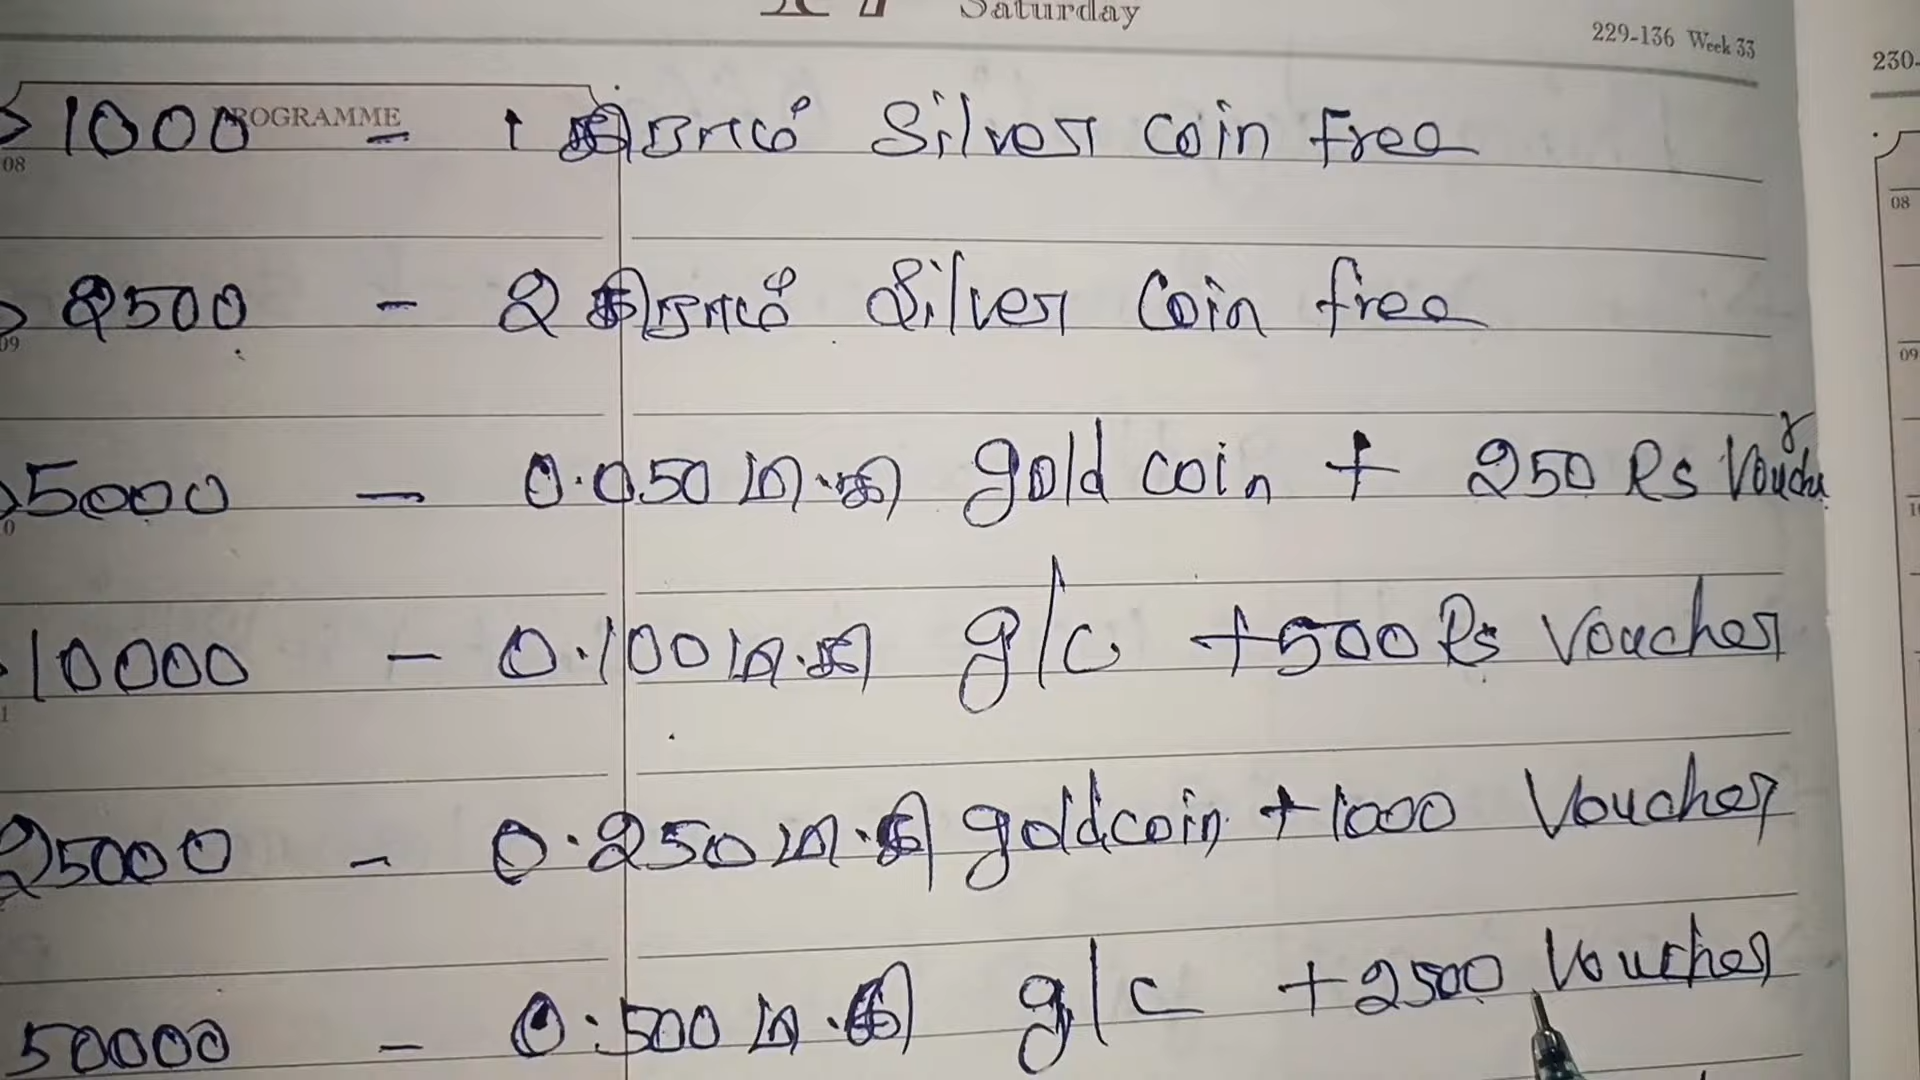 Saturday
229-136 Week 33
230-
PROGRAMME
1000 - 1 கிராம் Silver coin free
08
08
2500 - 2 கிராம் Silver Coin free
09
09
5000 - 0.050 மி.கி gold coin + 250 Rs Voucher
10000 - 0.100 மி.கி g/c +500 Rs Voucher
25000 - 0.250 மி.கி goldcoin +1000 Voucher
50000 - 0.500 மி.கி g/c +2500 Voucher